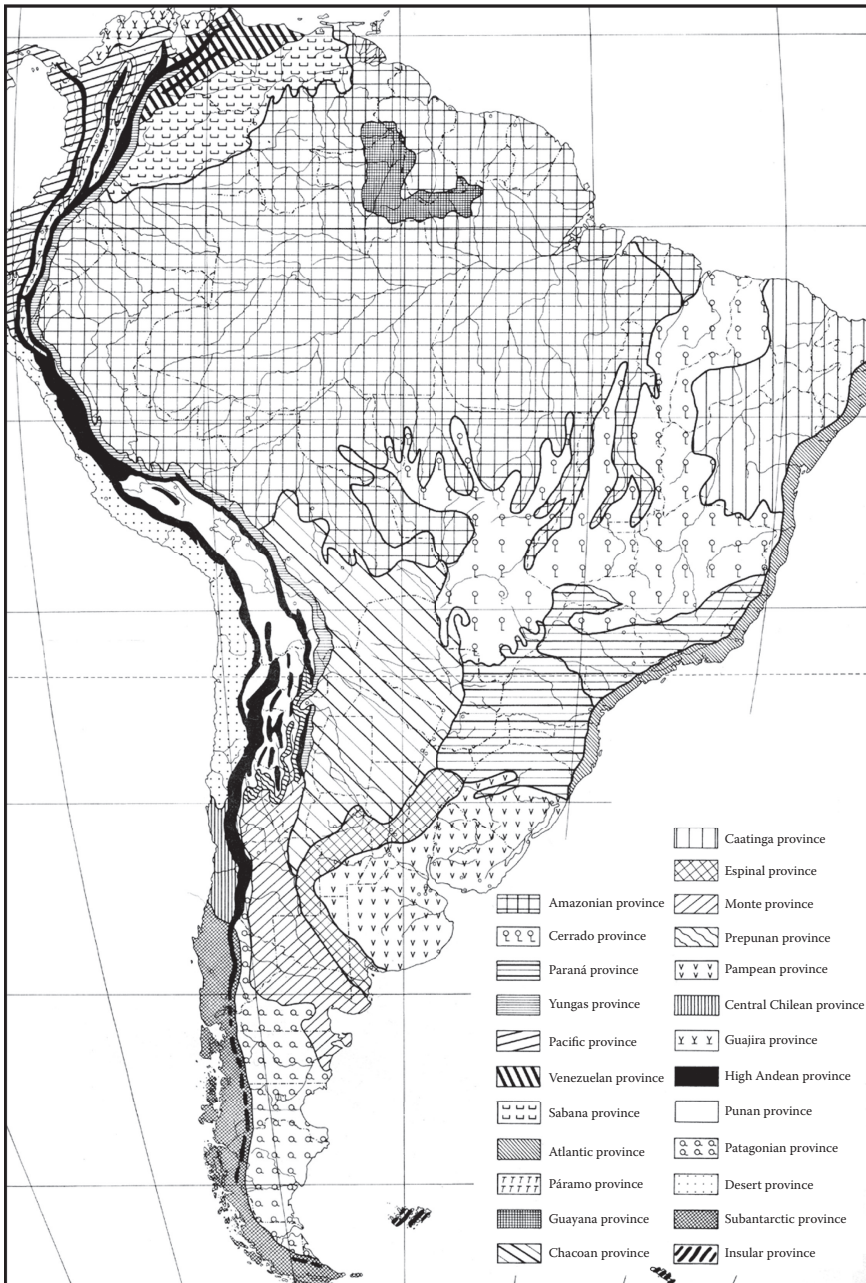 Caatinga province
Espinal province
Amazonian province
Monte province
Cerrado province
Prepunan province
Paraná province
Pampean province
Yungas province
Central Chilean province
Pacific province
Guajira province
Venezuelan province
High Andean province
Sabana province
Punan province
Atlantic province
Patagonian province
Páramo province
Desert province
Guayana province
Subantarctic province
Chacoan province
Insular province